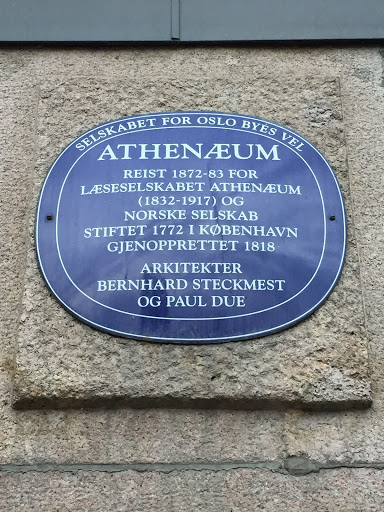 SELSKABET FOR OSLO BYES VEL
ATHENÆUM
REIST 1872-83 FOR
LÆSESELSKABET ATHENÆUM
(1832-1917) OG
NORSKE SELSKAB
STIFTET 1772 I KØBENHAVN
GJENOPRETTET 1818
ARKITEKTER
BERNHARD STECKMEST
OG PAUL DUE